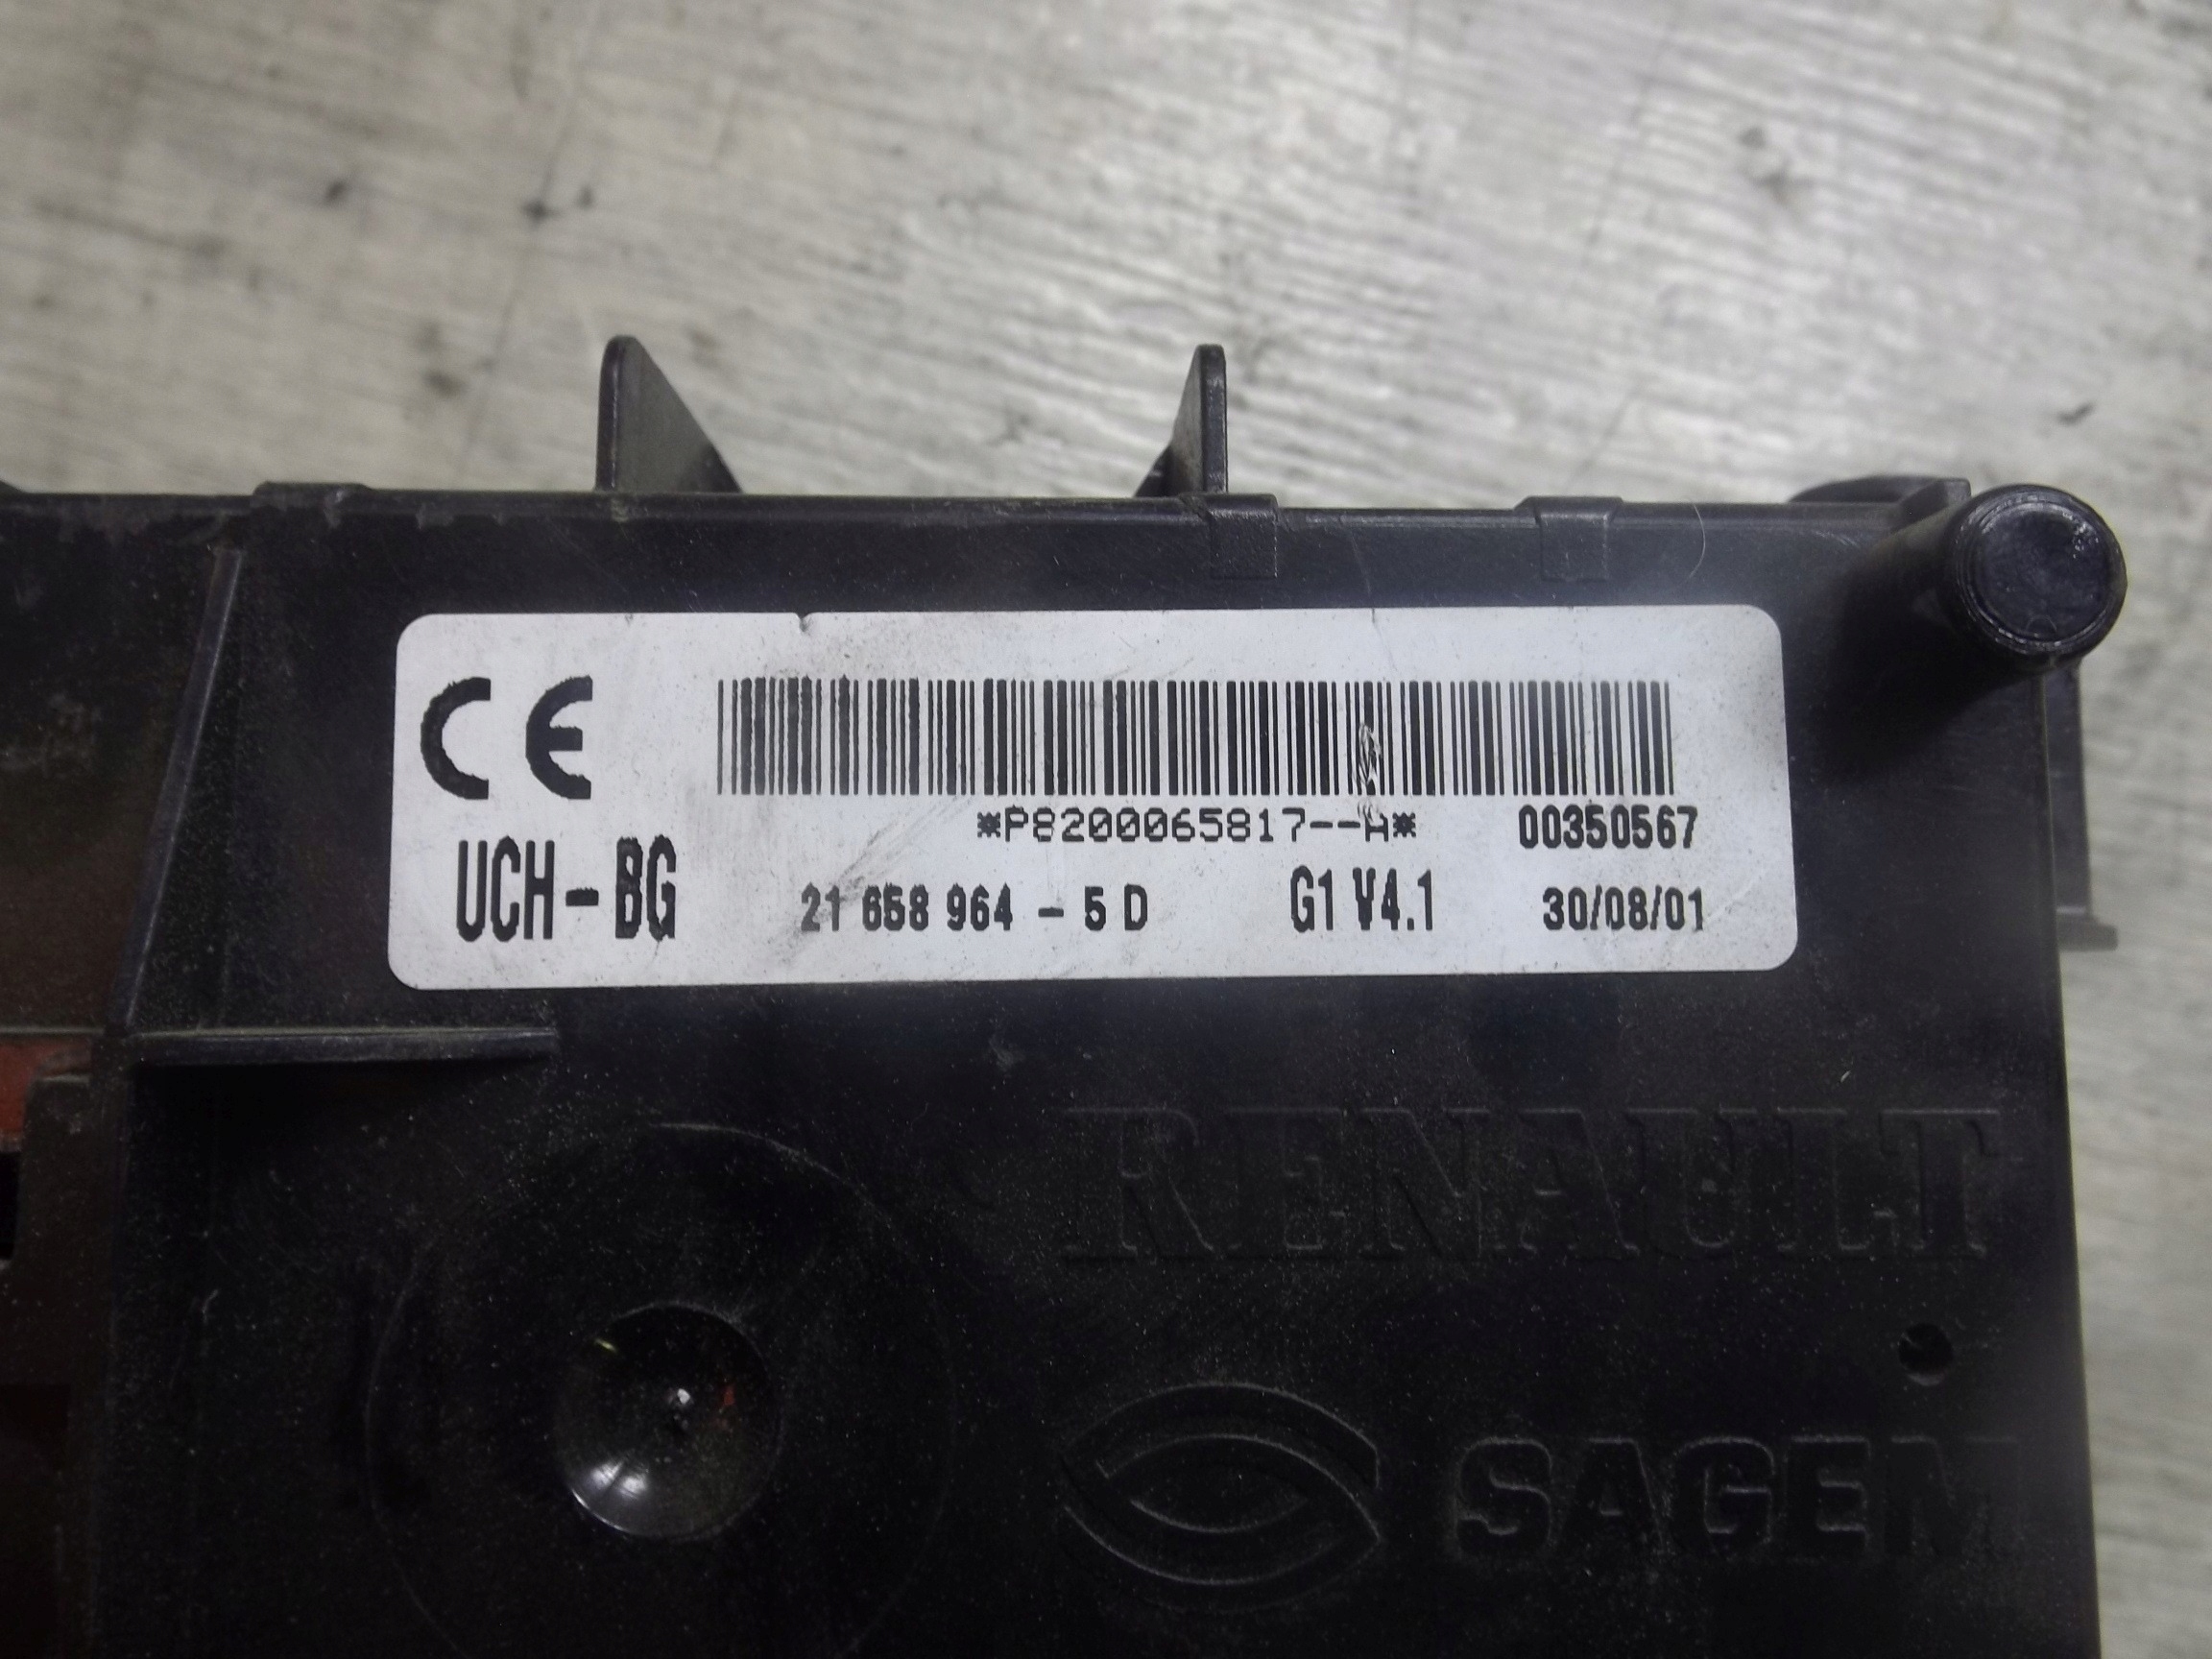 CE
*P8200065817--A* 00350567
UCH-BG 21 658 964 - 5 D G1 V4.1 30/08/01
RENAULT
SAGEM